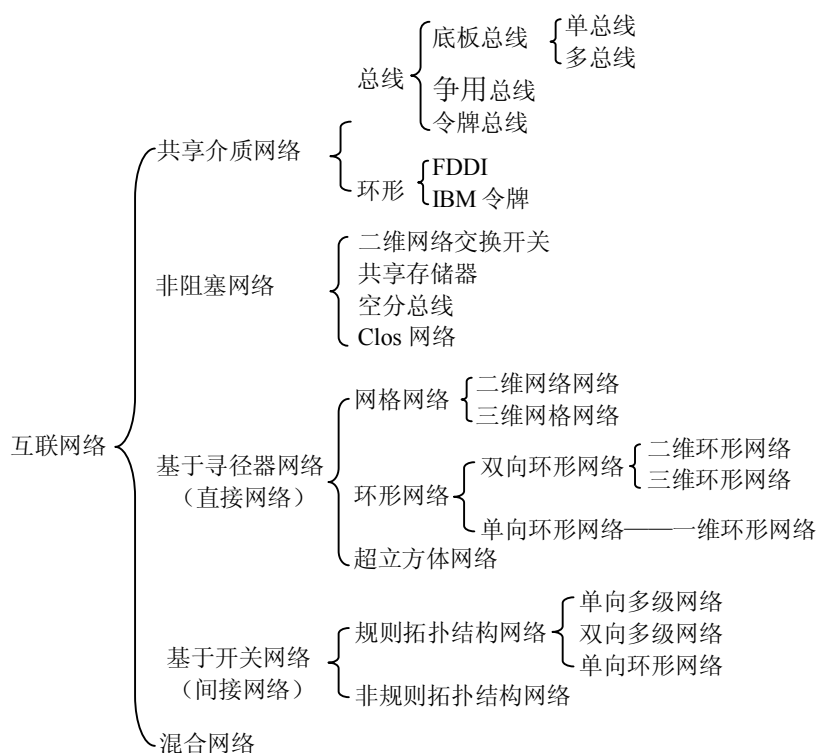 底板总线
单总线
多总线
总线
争用总线
令牌总线
共享介质网络
FDDI
环形
IBM 令牌
二维网络交换开关
共享存储器
非阻塞网络
空分总线
Clos 网络
网格网络
二维网络网络
三维网格网络
互联网络
基于寻径器网络
（直接网络）
双向环形网络
二维环形网络
三维环形网络
环形网络
单向环形网络——一维环形网络
超立方体网络
单向多级网络
规则拓扑结构网络
双向多级网络
基于开关网络
（间接网络）
单向环形网络
非规则拓扑结构网络
混合网络